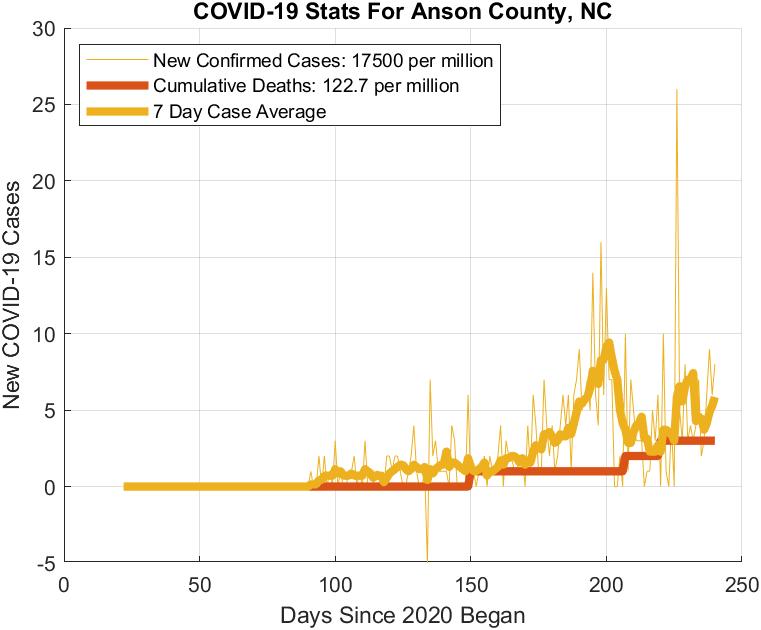 COVID-19 Stats For Anson County, NC
New Confirmed Cases: 17500 per million
Cumulative Deaths: 122.7 per million
7 Day Case Average
New COVID-19 Cases
30
25
20
15
10
5
0
-5
0 50 100 150 200 250
Days Since 2020 Began